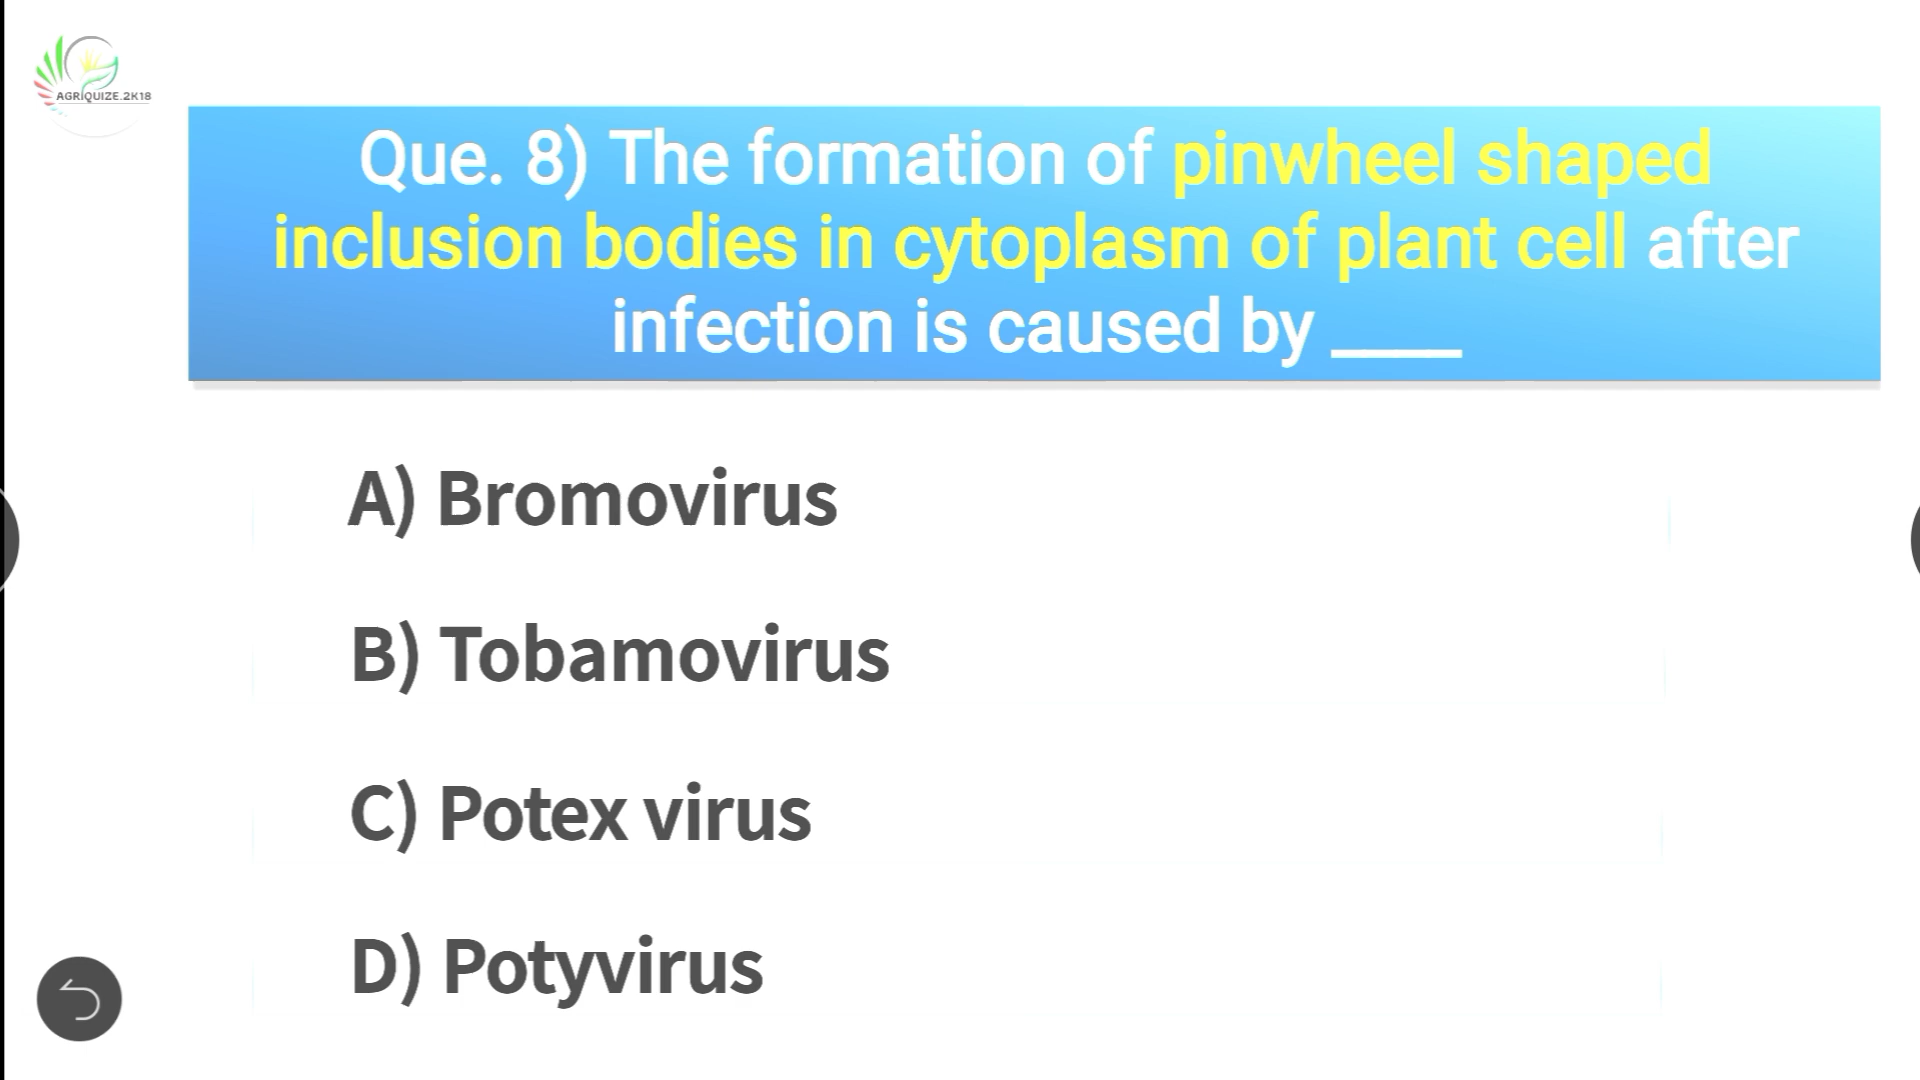 AGRIQUIZE.2K18
Que. 8) The formation of pinwheel shaped
inclusion bodies in cytoplasm of plant cell after
infection is caused by ____
A) Bromovirus
B) Tobamovirus
C) Potex virus
D) Potyvirus